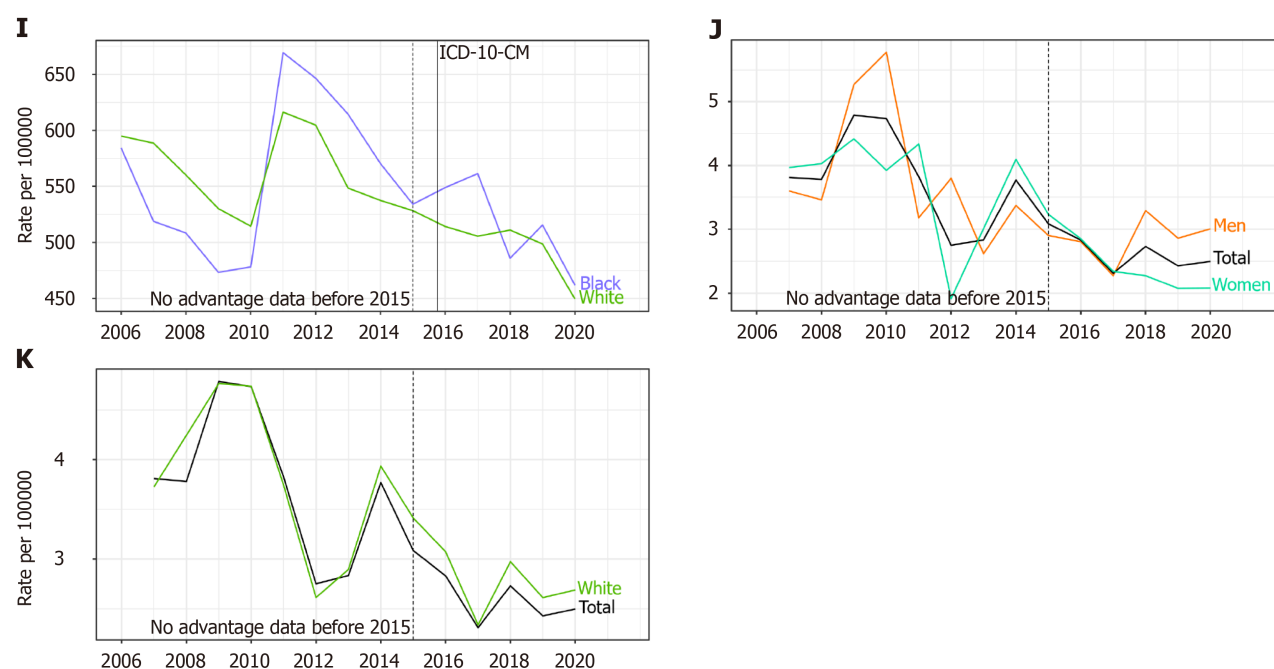 I
Rate per 100000
650
600
550
500
450
ICD-10-CM
Black
White
No advantage data before 2015
2006 2008 2010 2012 2014 2016 2018 2020
J
5
4
3
2
Men
Total
Women
No advantage data before 2015
2006 2008 2010 2012 2014 2016 2018 2020
K
Rate per 100000
4
3
White
Total
No advantage data before 2015
2006 2008 2010 2012 2014 2016 2018 2020